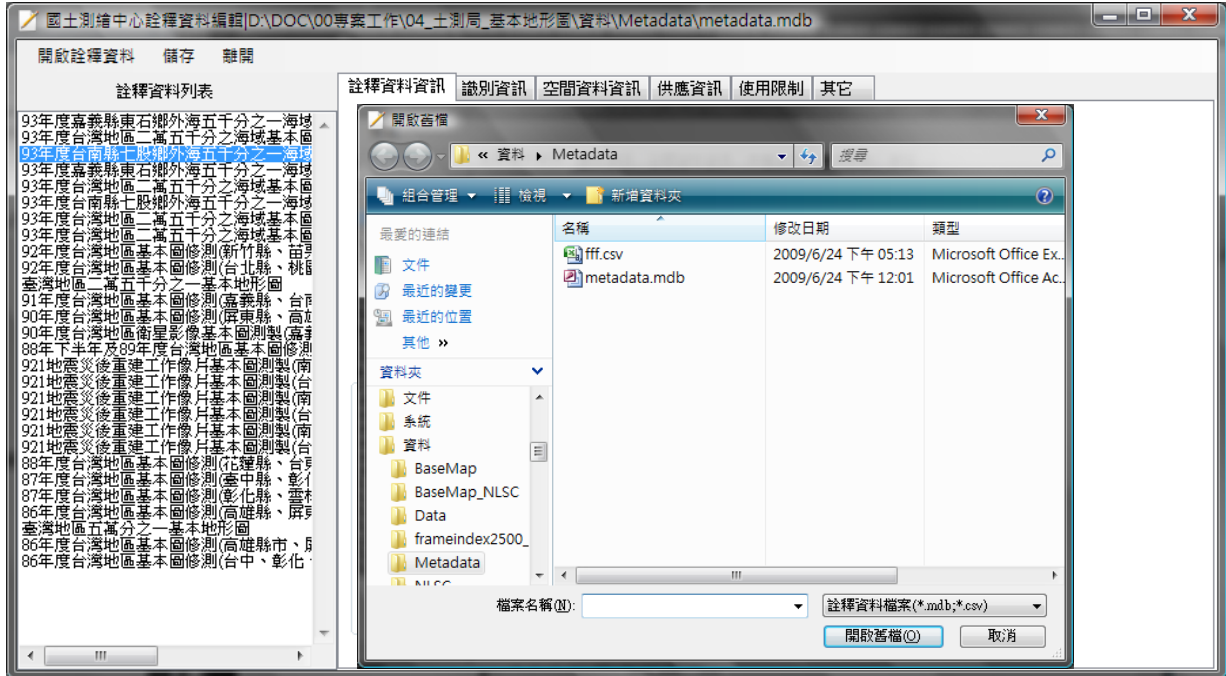 國土測繪中心詮釋資料編輯|D:\DOC\00專案工作\04_土測局_基本地形圖\資料\Metadata\metadata.mdb
開啟詮釋資料 儲存 離開
詮釋資料列表
93年度嘉義縣東石鄉外海五千分之一海域
93年度台灣地區二萬五千分之海域基本圖
93年度台南縣七股鄉外海五千分之一海域
93年度嘉義縣東石鄉外海五千分之一海域
93年度台灣地區二萬五千分之海域基本圖
93年度台南縣七股鄉外海五千分之一海域
93年度台灣地區二萬五千分之海域基本圖
93年度台灣地區二萬五千分之海域基本圖
92年度台灣地區基本圖修測(新竹縣、苗栗
92年度台灣地區基本圖修測(台北縣、桃園
臺灣地區二萬五千分之一基本地形圖
91年度台灣地區基本圖修測(嘉義縣、台南
90年度台灣地區基本圖修測(屏東縣、高雄
90年度台灣地區衛星影像基本圖測製(嘉義
88年下半年及89年度台灣地區基本圖修測
921地震災後重建工作像片基本圖測製(南
921地震災後重建工作像片基本圖測製(台
921地震災後重建工作像片基本圖測製(南
921地震災後重建工作像片基本圖測製(台
921地震災後重建工作像片基本圖測製(南
921地震災後重建工作像片基本圖測製(台
88年度台灣地區基本圖修測(花蓮縣、台東
87年度台灣地區基本圖修測(臺中縣、彰化
87年度台灣地區基本圖修測(彰化縣、雲林
86年度台灣地區基本圖修測(高雄縣、屏東
臺灣地區五萬分之一基本地形圖
86年度台灣地區基本圖修測(高雄縣市、屏
86年度台灣地區基本圖修測(台中、彰化、
詮釋資料資訊 識別資訊 空間資料資訊 供應資訊 使用限制 其它
開啟舊檔
« 資料 Metadata 搜尋
組合管理 檢視 新增資料夾
最愛的連結
文件
最近的變更
最近的位置
其他 »
資料夾
文件
系統
資料
BaseMap
BaseMap_NLSC
Data
frameindex2500_
Metadata
NLSC
名稱 修改日期 類型
fff.csv 2009/6/24 下午 05:13 Microsoft Office Ex...
metadata.mdb 2009/6/24 下午 12:01 Microsoft Office Ac...
檔案名稱(N): 詮釋資料檔案(*.mdb;*.csv)
開啟舊檔(O) 取消